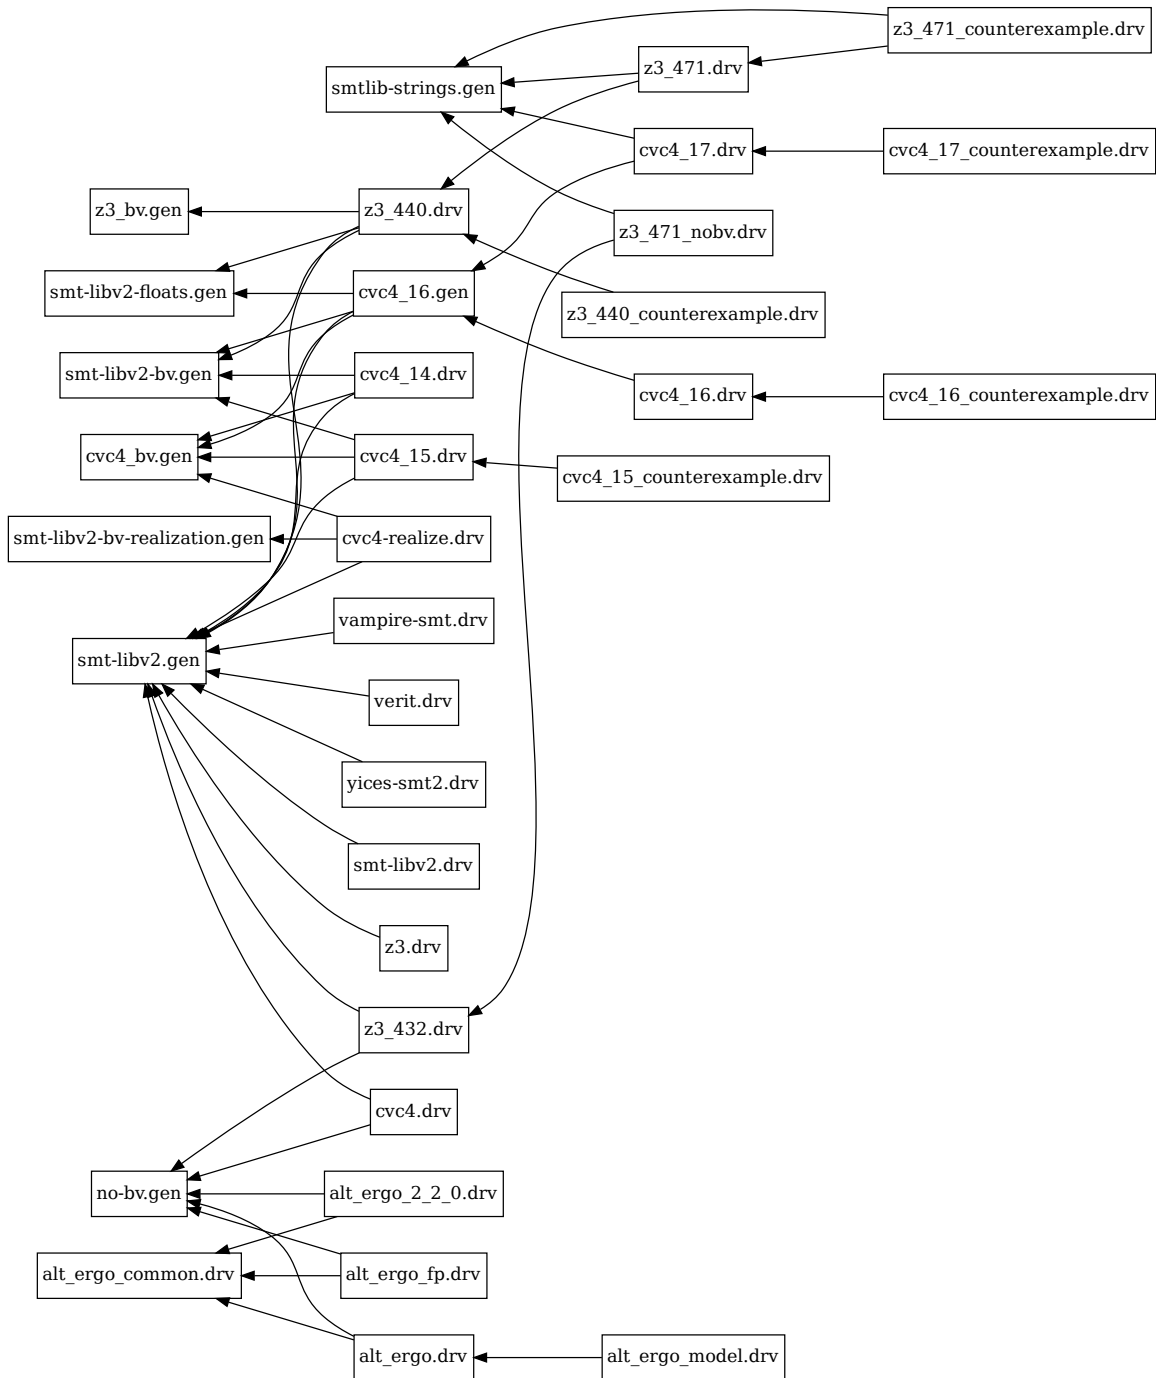 z3_471_counterexample.drv
z3_471.drv
smtlib-strings.gen
cvc4_17.drv
cvc4_17_counterexample.drv
z3_bv.gen
z3_440.drv
z3_471_nobv.drv
smt-libv2-floats.gen
cvc4_16.gen
z3_440_counterexample.drv
smt-libv2-bv.gen
cvc4_14.drv
cvc4_16.drv
cvc4_16_counterexample.drv
cvc4_bv.gen
cvc4_15.drv
cvc4_15_counterexample.drv
smt-libv2-bv-realization.gen
cvc4-realize.drv
vampire-smt.drv
smt-libv2.gen
verit.drv
yices-smt2.drv
smt-libv2.drv
z3.drv
z3_432.drv
cvc4.drv
no-bv.gen
alt_ergo_2_2_0.drv
alt_ergo_common.drv
alt_ergo_fp.drv
alt_ergo.drv
alt_ergo_model.drv